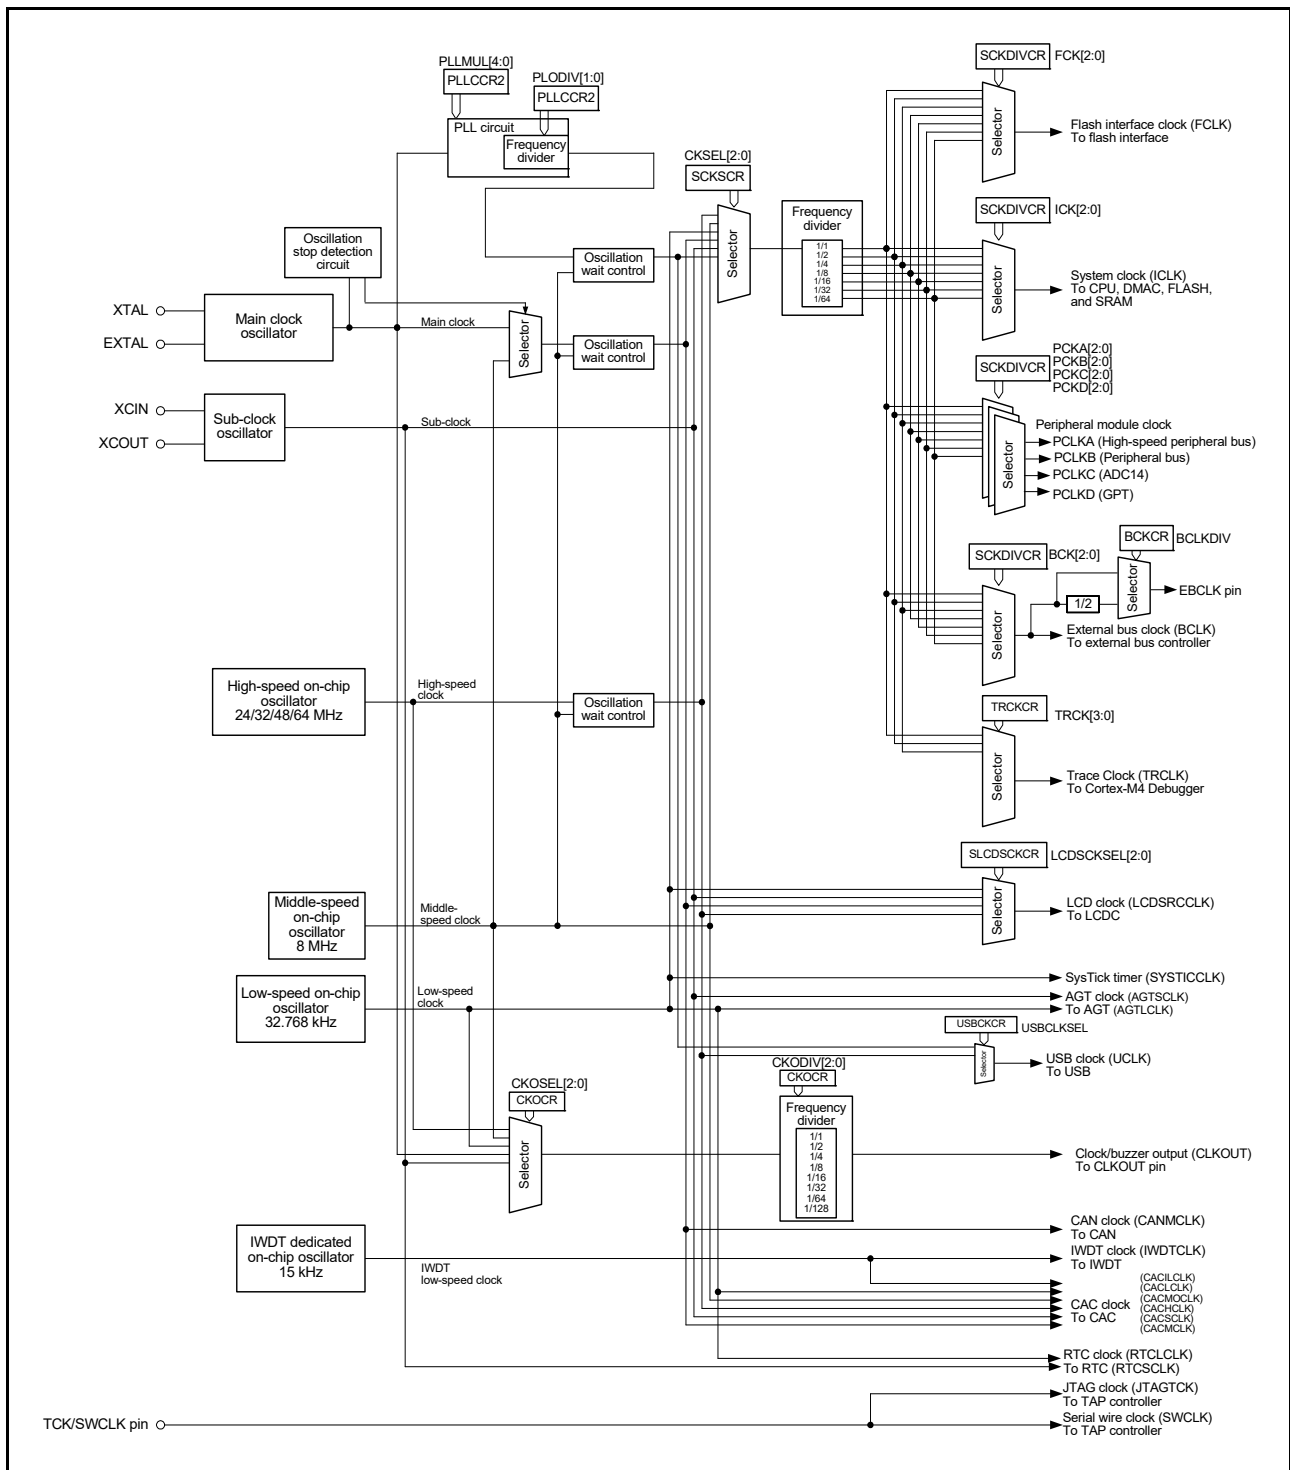 PLLMUL[4:0]
PLLCCR2
PLODIV[1:0]
PLLCCR2
PLL circuit
Frequency
divider
CKSEL[2:0]
SCKSCR
Selector
Frequency
divider
1/1
1/2
1/4
1/8
1/16
1/32
1/64
SCKDIVCR FCK[2:0]
Selector
Flash interface clock (FCLK)
To flash interface
SCKDIVCR ICK[2:0]
Selector
System clock (ICLK)
To CPU, DMAC, FLASH,
and SRAM
Oscillation
stop detection
circuit
Oscillation
wait control
XTAL
EXTAL
Main clock
oscillator
Main clock
Selector
Oscillation
wait control
XCIN
XCOUT
Sub-clock
oscillator
Sub-clock
SCKDIVCR
PCKA[2:0]
PCKB[2:0]
PCKC[2:0]
PCKD[2:0]
Selector
Peripheral module clock
PCLKA (High-speed peripheral bus)
PCLKB (Peripheral bus)
PCLKC (ADC14)
PCLKD (GPT)
SCKDIVCR BCK[2:0]
Selector
BCKCR BCLKDIV
1/2
Selector
EBCLK pin
External bus clock (BCLK)
To external bus controller
High-speed on-chip
oscillator
24/32/48/64 MHz
High-speed
clock
Oscillation
wait control
TRCKCR
TRCK[3:0]
Selector
Trace Clock (TRCLK)
To Cortex-M4 Debugger
SLCDSCKCR LCDSCKSEL[2:0]
Selector
LCD clock (LCDSRCCLK)
To LCDC
Middle-speed
on-chip
oscillator
8 MHz
Middle-
speed clock
Low-speed on-chip
oscillator
32.768 kHz
Low-speed
clock
SysTick timer (SYSTICCLK)
AGT clock (AGTSCLK)
To AGT (AGTLCLK)
USBCKCR USBCLKSEL
Selector
USB clock (UCLK)
To USB
CKOSEL[2:0]
CKOCR
Selector
CKODIV[2:0]
CKOCR
Frequency
divider
1/1
1/2
1/4
1/8
1/16
1/32
1/64
1/128
Clock/buzzer output (CLKOUT)
To CLKOUT pin
CAN clock (CANMCLK)
To CAN
IWDT dedicated
on-chip oscillator
15 kHz
IWDT
low-speed clock
IWDT clock (IWDTCLK)
To IWDT
CAC clock
To CAC
(CACILCLK)
(CACLCLK)
(CACMOCLK)
(CACHCLK)
(CACSCLK)
(CACMCLK)
RTC clock (RTCLCLK)
To RTC (RTCSCLK)
TCK/SWCLK pin
JTAG clock (JTAGTCK)
To TAP controller
Serial wire clock (SWCLK)
To TAP controller